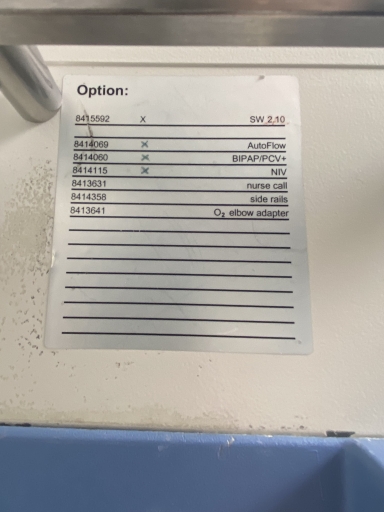 Option:
8415592 X SW 2.10
8414069 X AutoFlow
8414060 X BIPAP/PCV+
8414115 X NIV
8413631 nurse call
8414358 side rails
8413641 O₂ elbow adapter